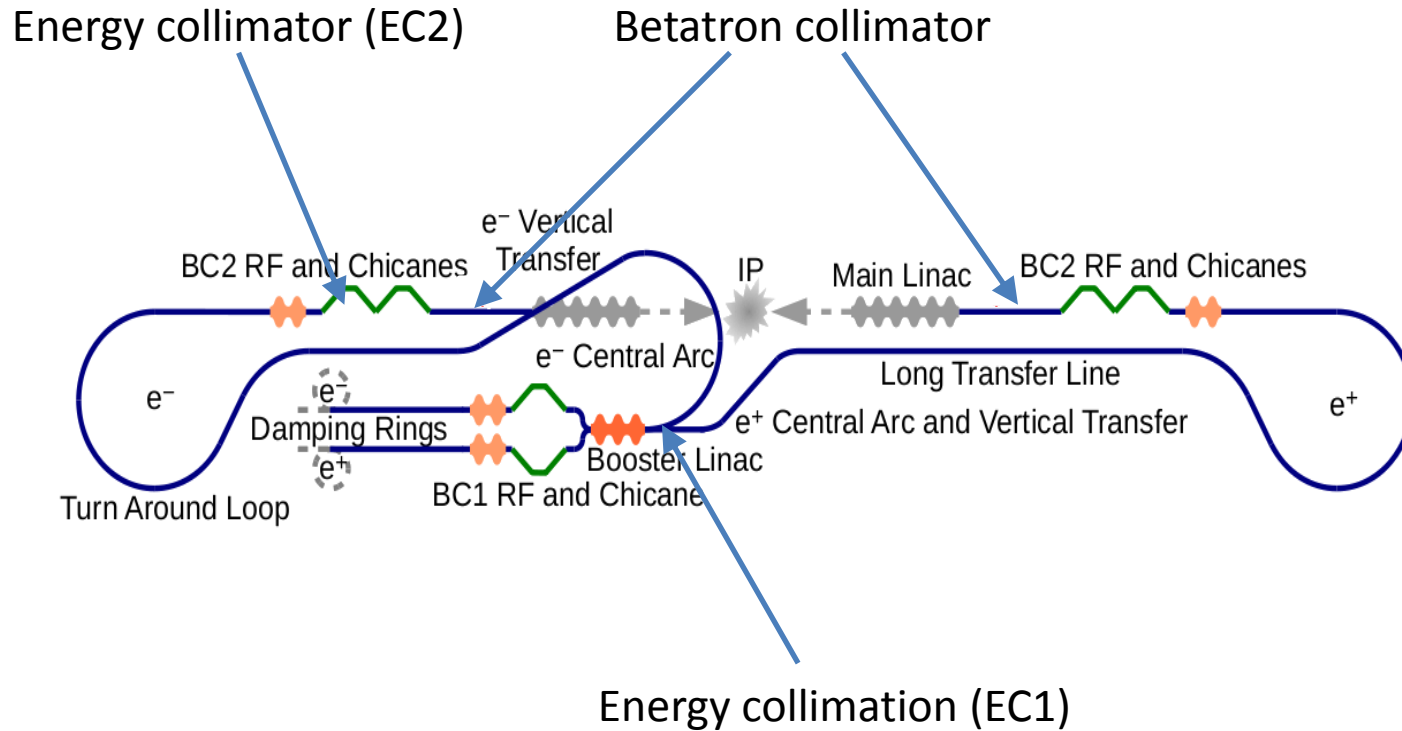 Energy collimator (EC2)
Betatron collimator
e⁻ Vertical
Transfer
BC2 RF and Chicanes
IP
Main Linac
BC2 RF and Chicanes
e⁻ Central Arc
Long Transfer Line
e⁻
e⁻
e⁺
Damping Rings
e⁺ Central Arc and Vertical Transfer
e⁺
Booster Linac
BC1 RF and Chicane
Turn Around Loop
Energy collimation (EC1)